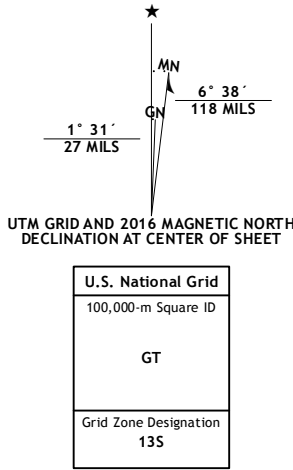 ★
MN
GN
6° 38´
118 MILS
1° 31´
27 MILS
UTM GRID AND 2016 MAGNETIC NORTH
DECLINATION AT CENTER OF SHEET
U.S. National Grid
100,000-m Square ID
GT
Grid Zone Designation
13S